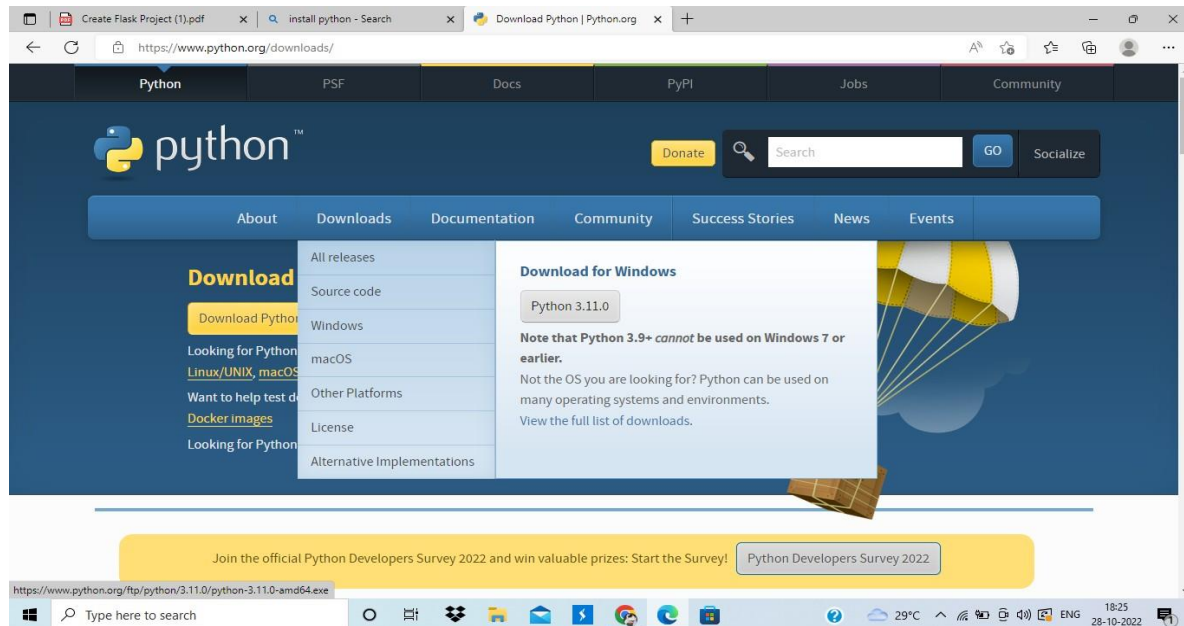 Create Flask Project (1).pdf
install python - Search
Download Python | Python.org
https://www.python.org/downloads/
Python PSF Docs PyPI Jobs Community
python™
Donate Search GO Socialize
About Downloads Documentation Community Success Stories News Events
All releases
Source code
Windows
macOS
Other Platforms
License
Alternative Implementations
Download for Windows
Python 3.11.0
Note that Python 3.9+ cannot be used on Windows 7 or
earlier.
Not the OS you are looking for? Python can be used on
many operating systems and environments.
View the full list of downloads.
Download
Download Python
Looking for Python
Linux/UNIX, macOS
Want to help test
Docker images
Looking for Python
Join the official Python Developers Survey 2022 and win valuable prizes: Start the Survey! Python Developers Survey 2022
https://www.python.org/ftp/python/3.11.0/python-3.11.0-amd64.exe
Type here to search
29°C ENG 18:25
28-10-2022